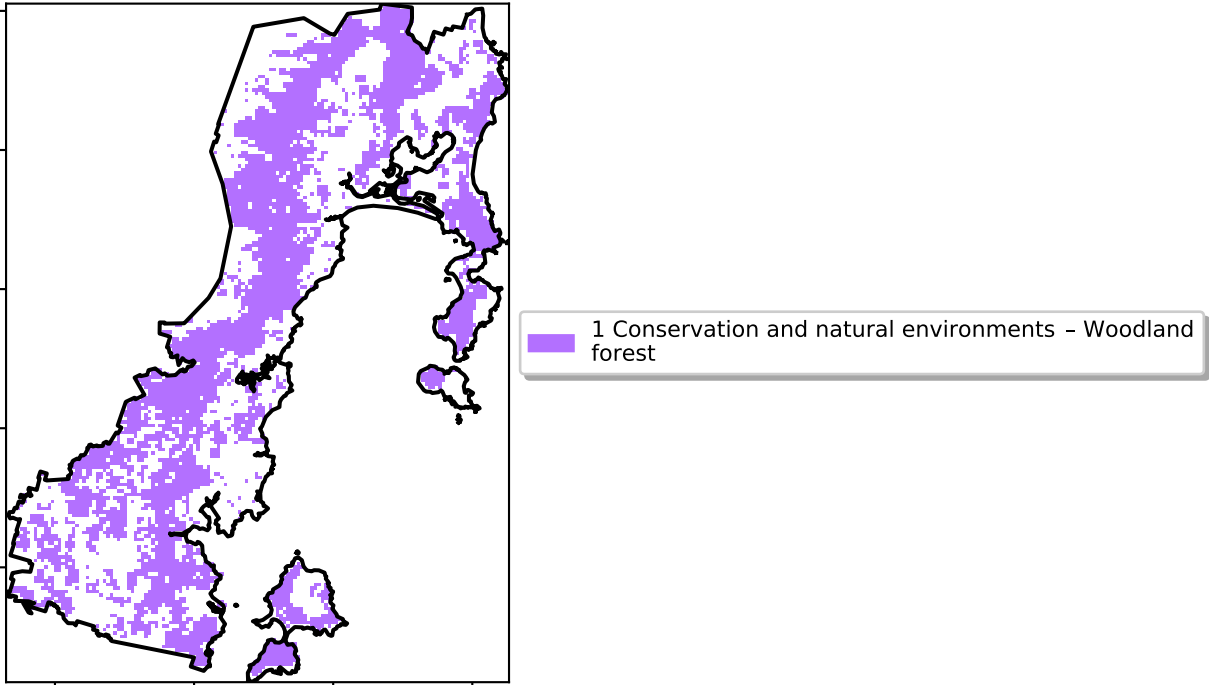 1 Conservation and natural environments – Woodland
forest